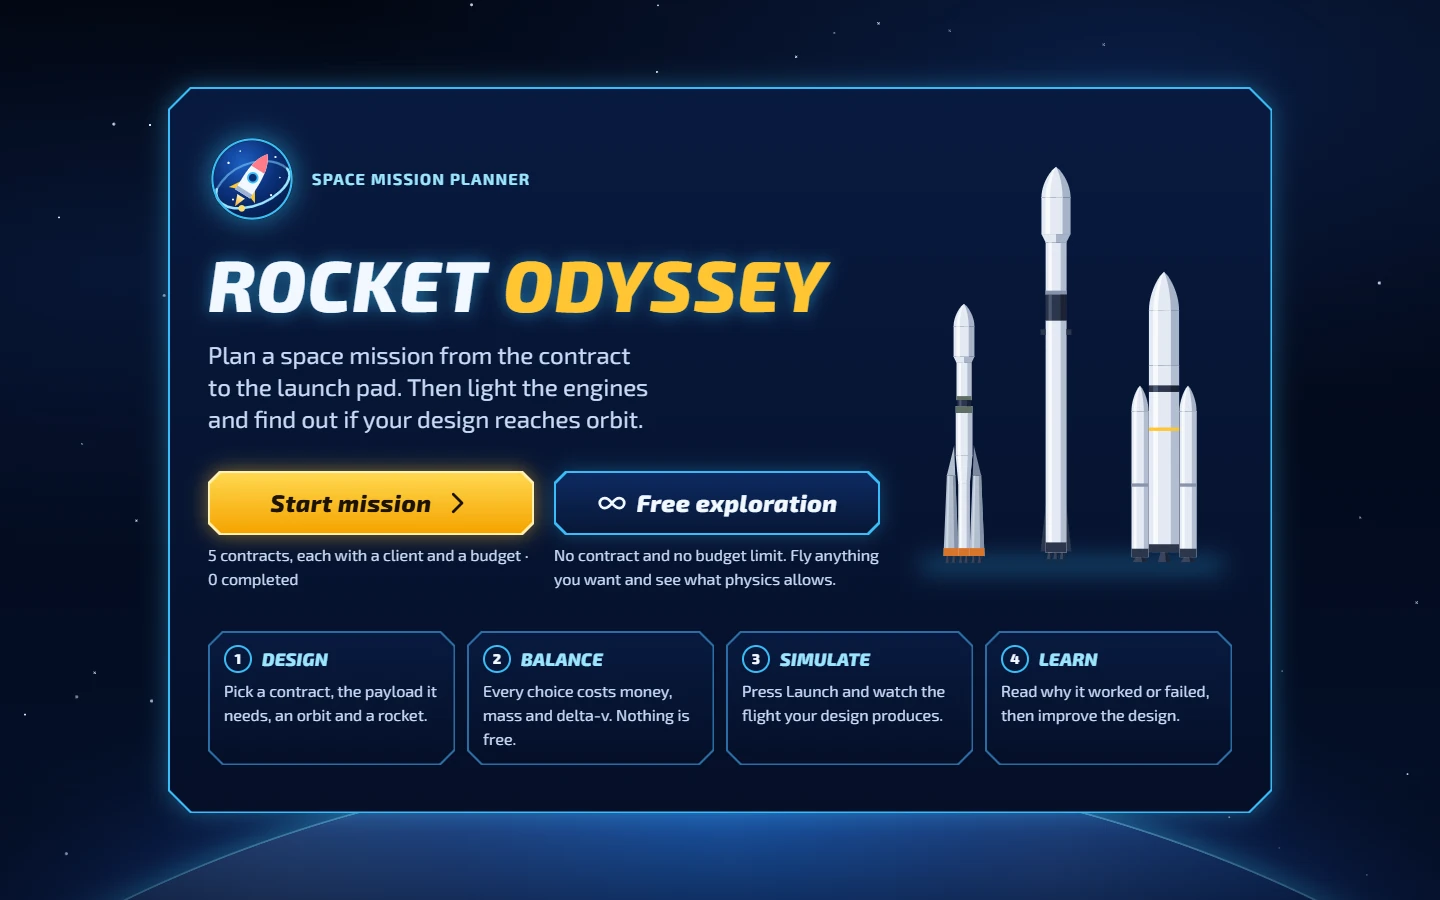 SPACE MISSION PLANNER
ROCKET ODYSSEY
Plan a space mission from the contract
to the launch pad. Then light the engines
and find out if your design reaches orbit.
Start mission
∞ Free exploration
5 contracts, each with a client and a budget ·
0 completed
No contract and no budget limit. Fly anything
you want and see what physics allows.
1 DESIGN
Pick a contract, the payload it
needs, an orbit and a rocket.
2 BALANCE
Every choice costs money,
mass and delta-v. Nothing is
free.
3 SIMULATE
Press Launch and watch the
flight your design produces.
4 LEARN
Read why it worked or failed,
then improve the design.